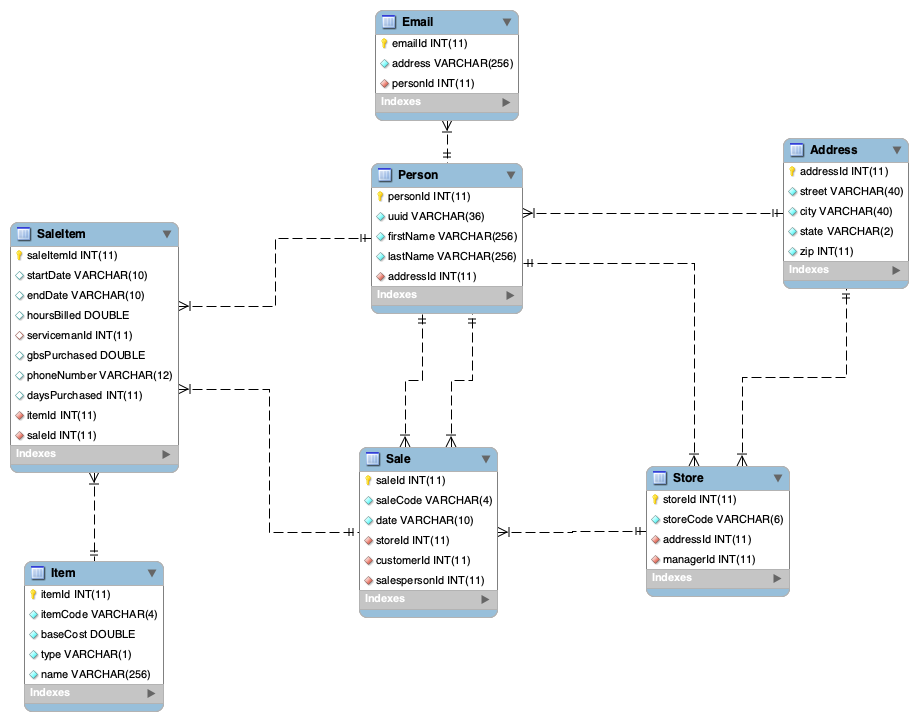 Email
emailId INT(11)
address VARCHAR(256)
personId INT(11)
Indexes
Person
personId INT(11)
uuid VARCHAR(36)
firstName VARCHAR(256)
lastName VARCHAR(256)
addressId INT(11)
Indexes
Address
addressId INT(11)
street VARCHAR(40)
city VARCHAR(40)
state VARCHAR(2)
zip INT(11)
Indexes
SaleItem
saleItemId INT(11)
startDate VARCHAR(10)
endDate VARCHAR(10)
hoursBilled DOUBLE
servicemanId INT(11)
gbsPurchased DOUBLE
phoneNumber VARCHAR(12)
daysPurchased INT(11)
itemId INT(11)
saleId INT(11)
Indexes
Sale
saleId INT(11)
saleCode VARCHAR(4)
date VARCHAR(10)
storeId INT(11)
customerId INT(11)
salespersonId INT(11)
Indexes
Store
storeId INT(11)
storeCode VARCHAR(6)
addressId INT(11)
managerId INT(11)
Indexes
Item
itemId INT(11)
itemCode VARCHAR(4)
baseCost DOUBLE
type VARCHAR(1)
name VARCHAR(256)
Indexes